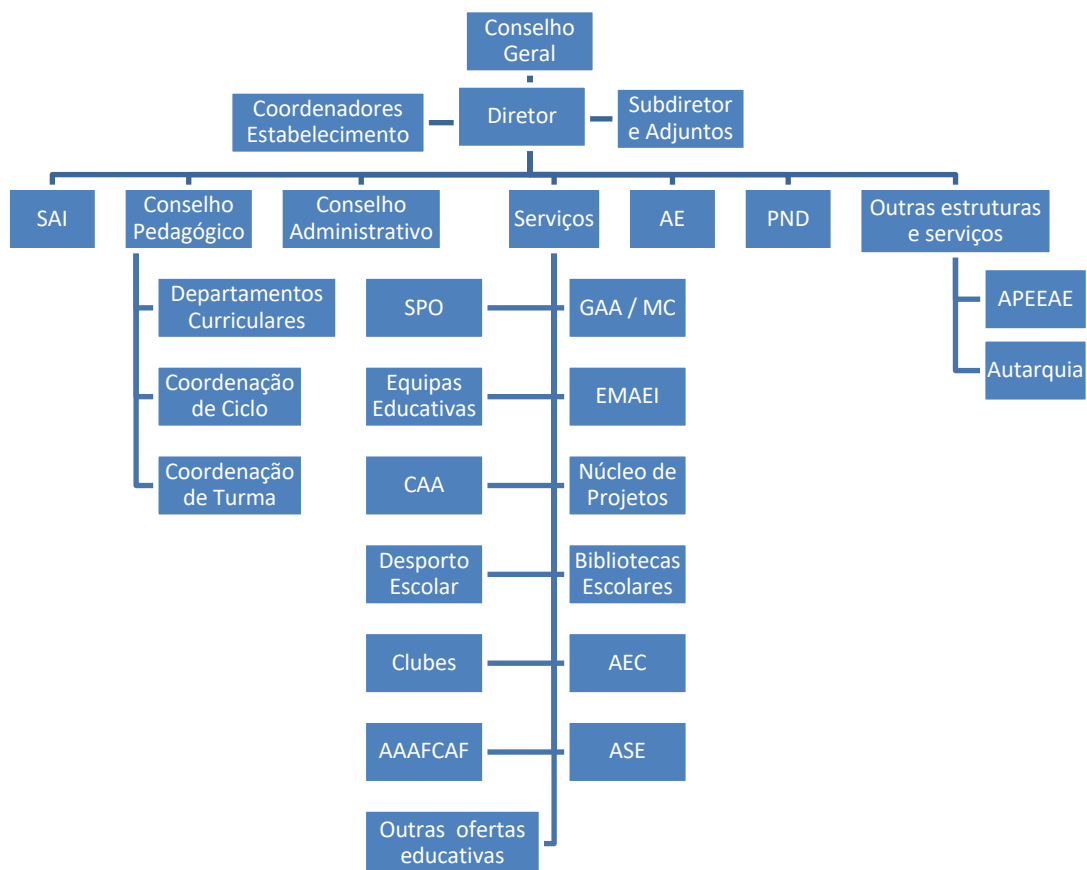 Conselho
Geral
Coordenadores
Estabelecimento
Diretor
Subdiretor
e Adjuntos
SAI
Conselho
Pedagógico
Conselho
Administrativo
Serviços
AE
PND
Outras estruturas
e serviços
Departamentos
Curriculares
Coordenação
de Ciclo
Coordenação
de Turma
SPO
GAA / MC
Equipas
Educativas
EMAEI
CAA
Núcleo de
Projetos
Desporto
Escolar
Bibliotecas
Escolares
Clubes
AEC
AAAFCAF
ASE
Outras ofertas
educativas
APEEAE
Autarquia